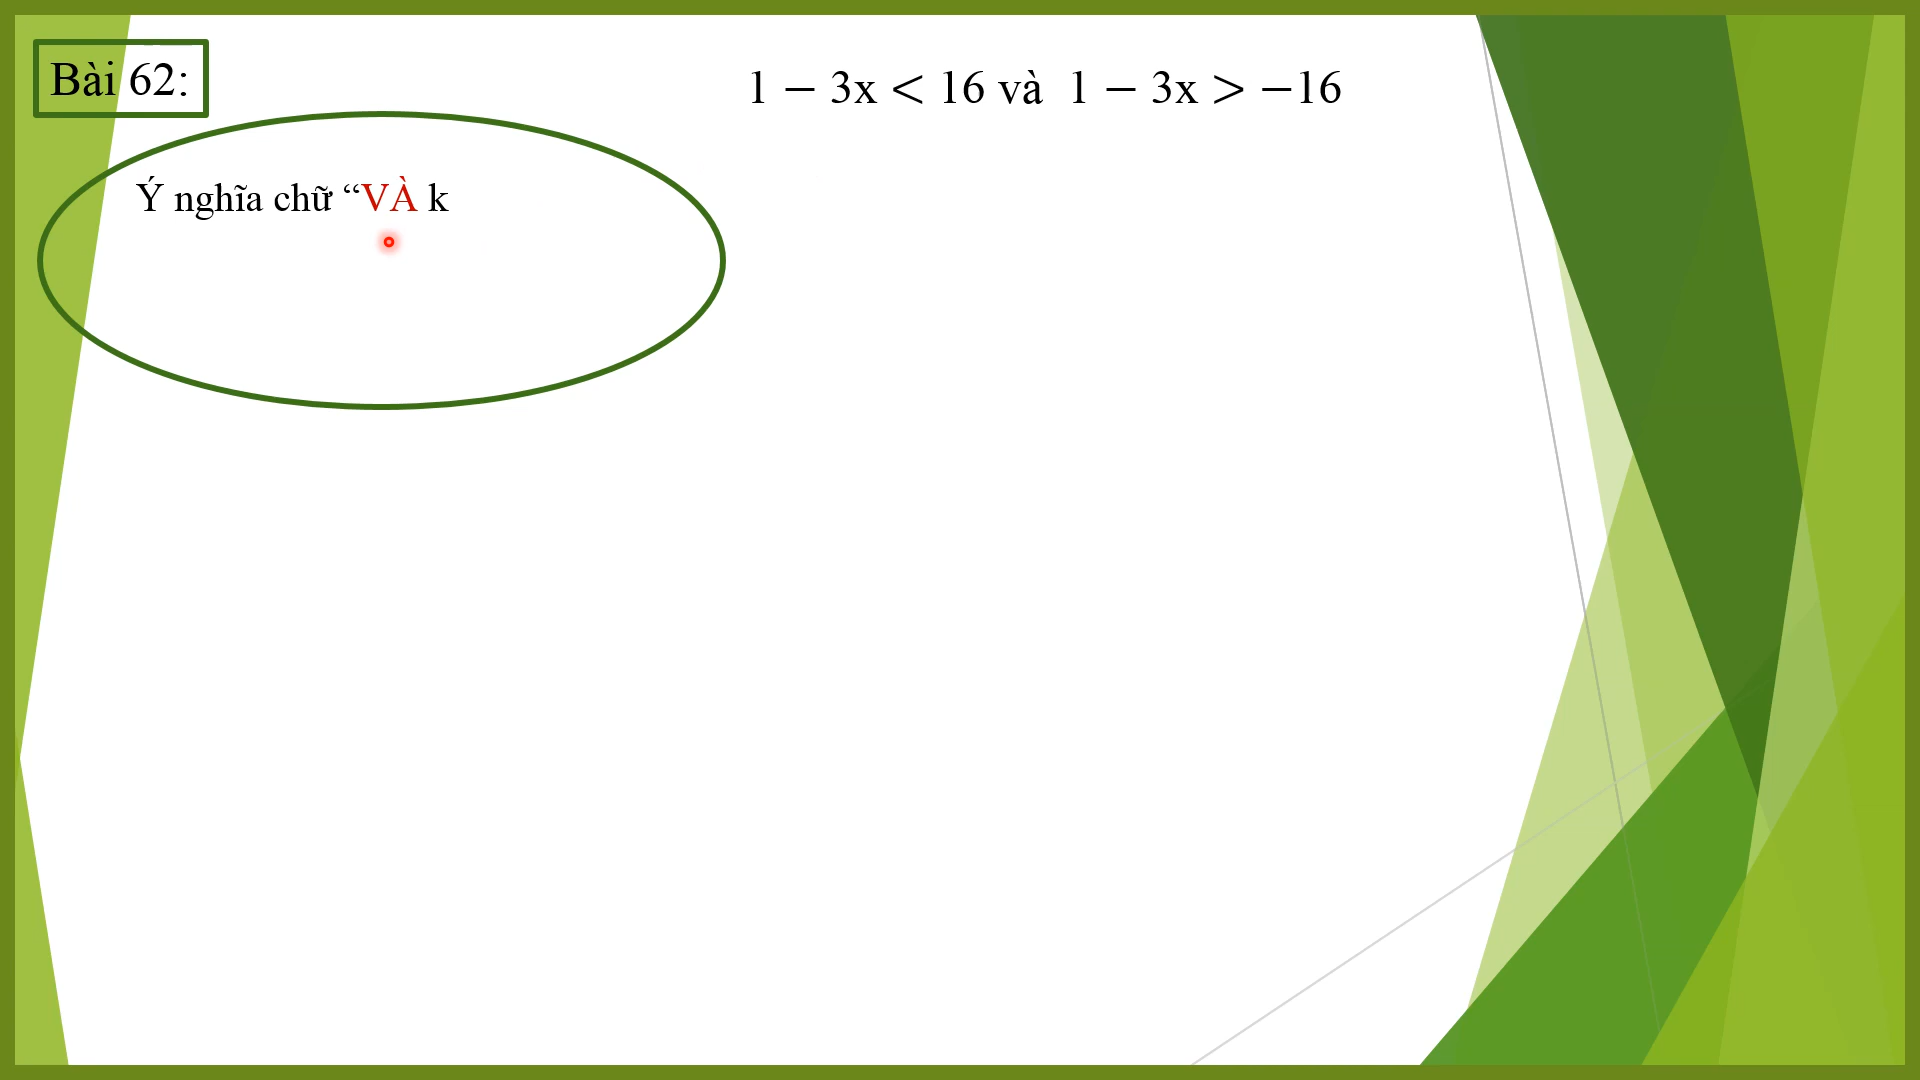 Bài 62:
1 − 3x < 16 và 1 − 3x > −16
Ý nghĩa chữ “VÀ k